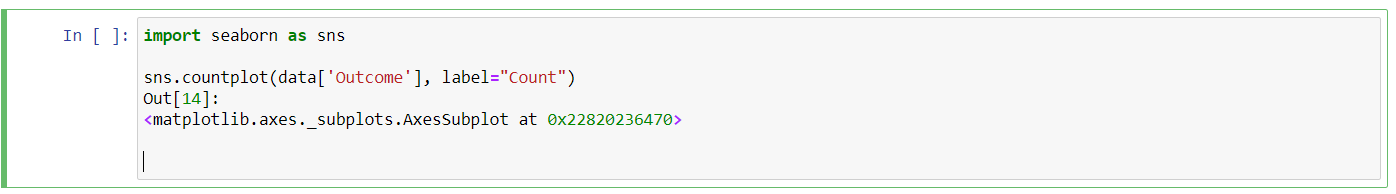 In [ ]: import seaborn as sns
sns.countplot(data['Outcome'], label="Count")
Out[14]:
<matplotlib.axes._subplots.AxesSubplot at 0x22820236470>